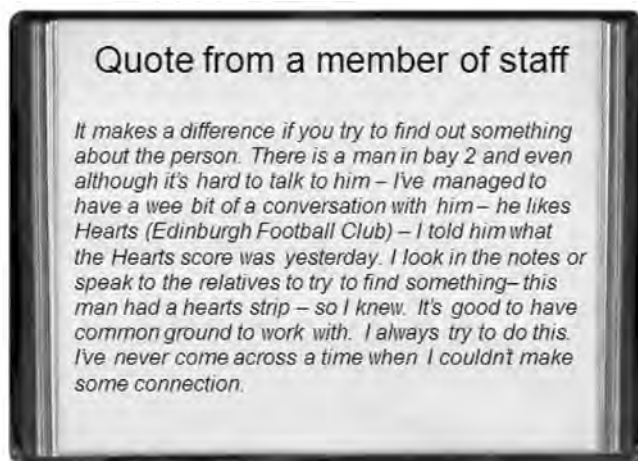 Quote from a member of staff
It makes a difference if you try to find out something
about the person. There is a man in bay 2 and even
although it's hard to talk to him – I've managed to
have a wee bit of a conversation with him – he likes
Hearts (Edinburgh Football Club) – I told him what
the Hearts score was yesterday. I look in the notes or
speak to the relatives to try to find something– this
man had a hearts strip – so I knew. It's good to have
common ground to work with. I always try to do this.
I've never come across a time when I couldn't make
some connection.